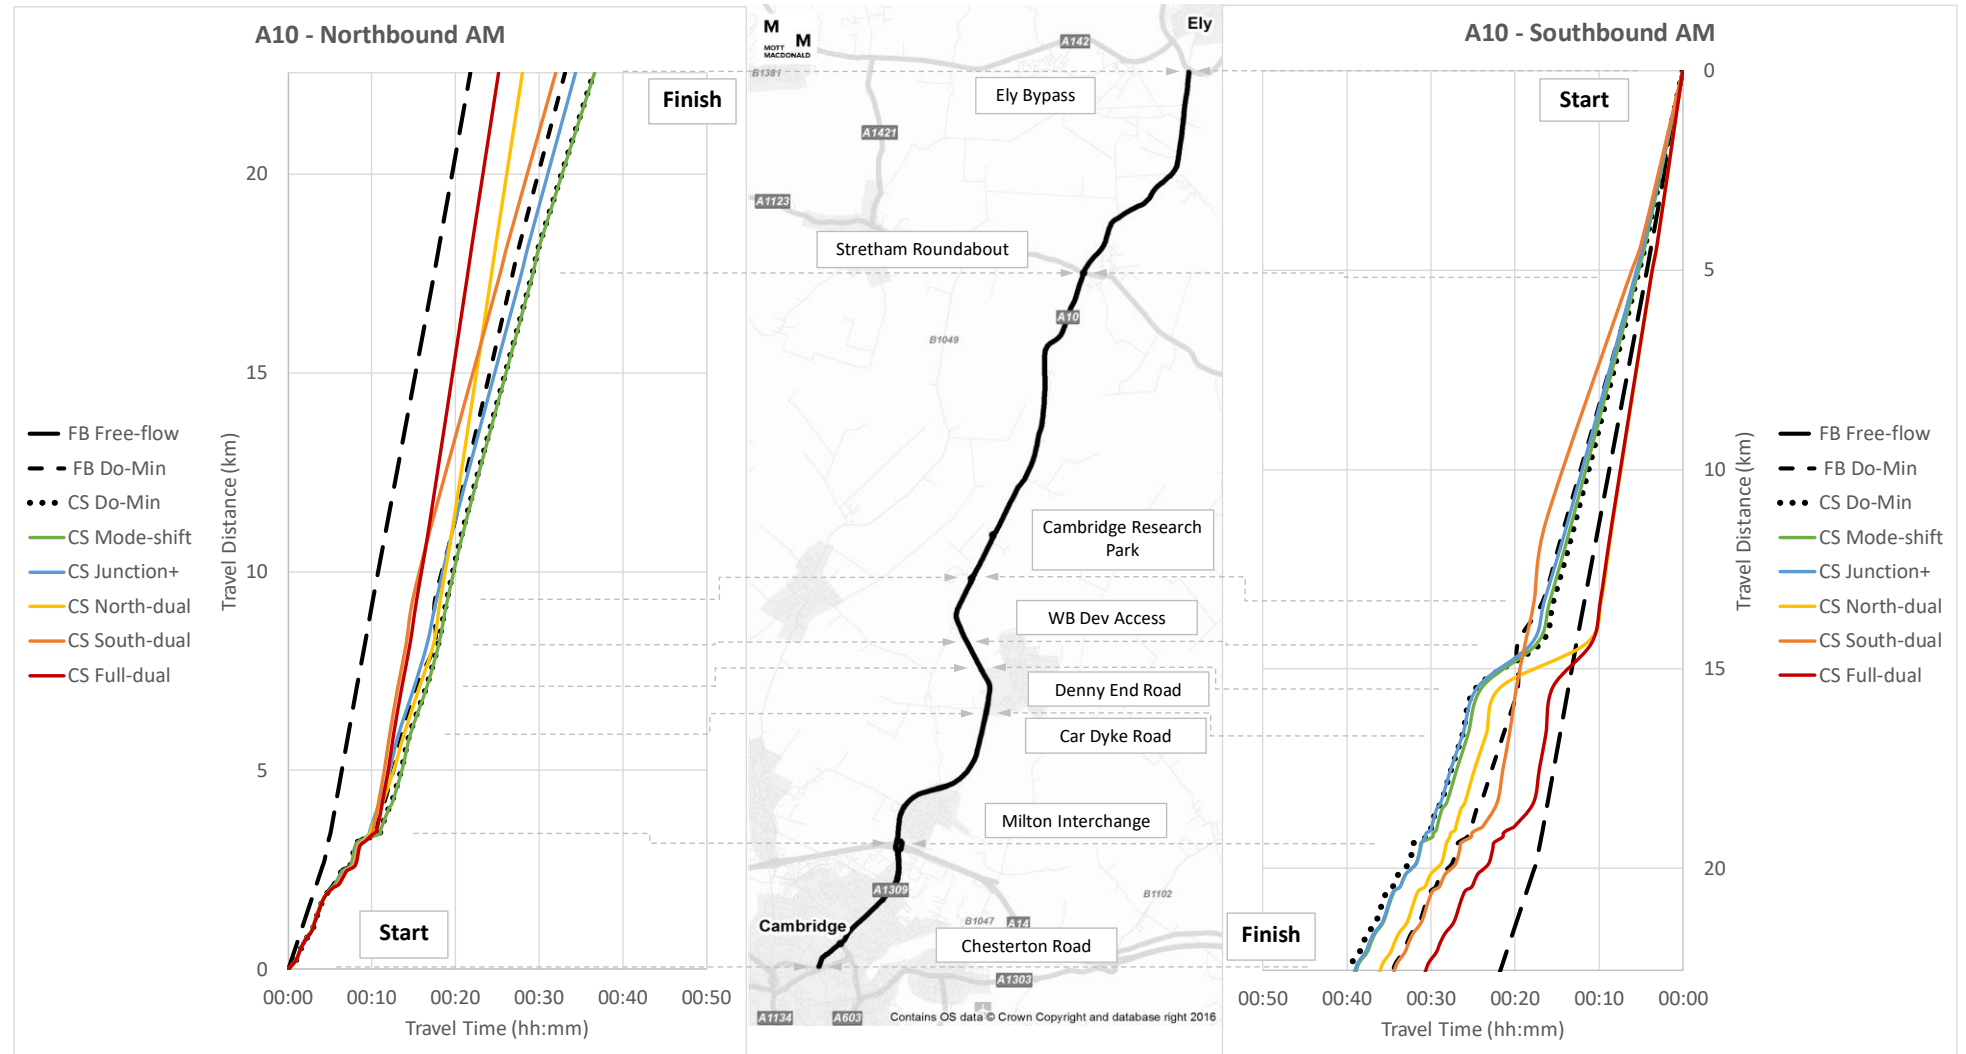 A10 - Northbound AM
Finish
20
15
10
5
0
Travel Distance (km)
FB Free-flow
FB Do-Min
CS Do-Min
CS Mode-shift
CS Junction+
CS North-dual
CS South-dual
CS Full-dual
Start
00:00 00:10 00:20 00:30 00:40 00:50
Travel Time (hh:mm)
M
M
MOTT
MACDONALD
Ely
A142
B1381
Ely Bypass
A1421
A1123
Stretham Roundabout
A10
B1049
Cambridge Research
Park
WB Dev Access
Denny End Road
Car Dyke Road
Milton Interchange
A1309
B1102
B1047
A14
Cambridge
Chesterton Road
A1303
A1134
A603
Contains OS data © Crown Copyright and database right 2016
A10 - Southbound AM
Start
0
5
10
15
20
Travel Distance (km)
FB Free-flow
FB Do-Min
CS Do-Min
CS Mode-shift
CS Junction+
CS North-dual
CS South-dual
CS Full-dual
Finish
00:50 00:40 00:30 00:20 00:10 00:00
Travel Time (hh:mm)